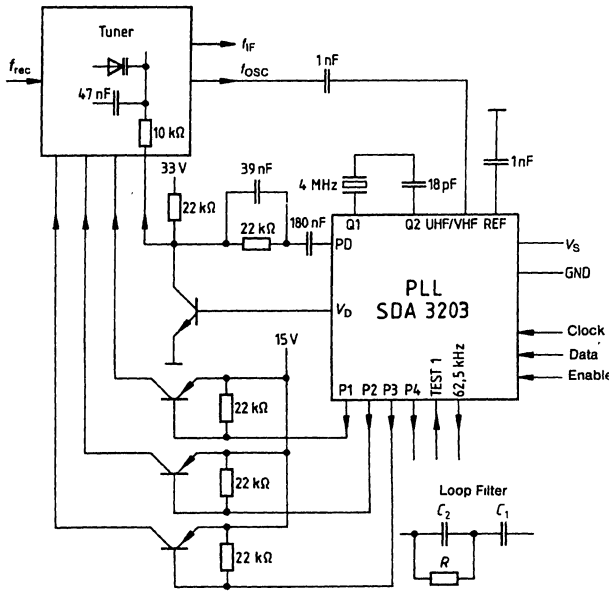 Tuner
f_rec
f_IF
f_OSC
1 nF
47 nF
10 kΩ
33 V
39 nF
4 MHz
18 pF
1 nF
22 kΩ
22 kΩ
180 nF
Q1
Q2
UHF/VHF
REF
PD
V_S
GND
PLL
SDA 3203
V_D
Clock
Data
Enable
15 V
P1
P2
P3
P4
TEST 1
62,5 kHz
22 kΩ
22 kΩ
22 kΩ
Loop Filter
C_2
C_1
R